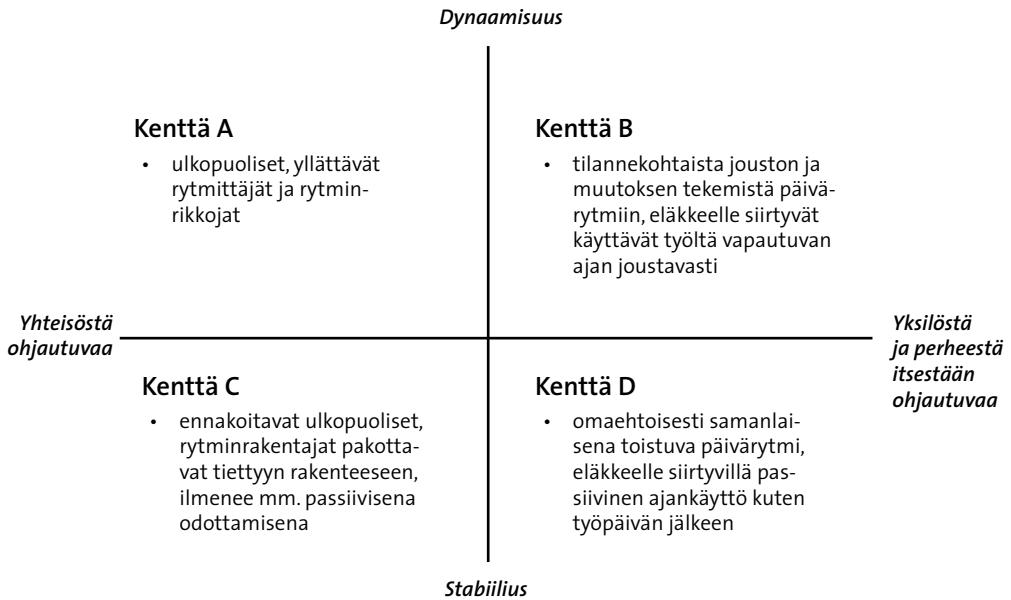 Dynaamisuus
Kenttä A
• ulkopuoliset, yllättävät
rytmittäjät ja rytmin-
rikkojat
Kenttä B
• tilannekohtaista jouston ja
muutoksen tekemistä päivä-
rytmiin, eläkkeelle siirtyvät
käyttävät työltä vapautuvan
ajan joustavasti
Yhteisöstä
ohjautuvaa
Yksilöstä
ja perheestä
itsestään
ohjautuvaa
Kenttä C
• ennakoitavat ulkopuoliset,
rytminrakentajat pakotta-
vat tiettyyn rakenteeseen,
ilmenee mm. passiivisena
odottamisena
Kenttä D
• omaehtoisesti samanlai-
sena toistuva päivärytmi,
eläkkeelle siirtyvillä pas-
siivinen ajankäyttö kuten
työpäivän jälkeen
Stabiilius